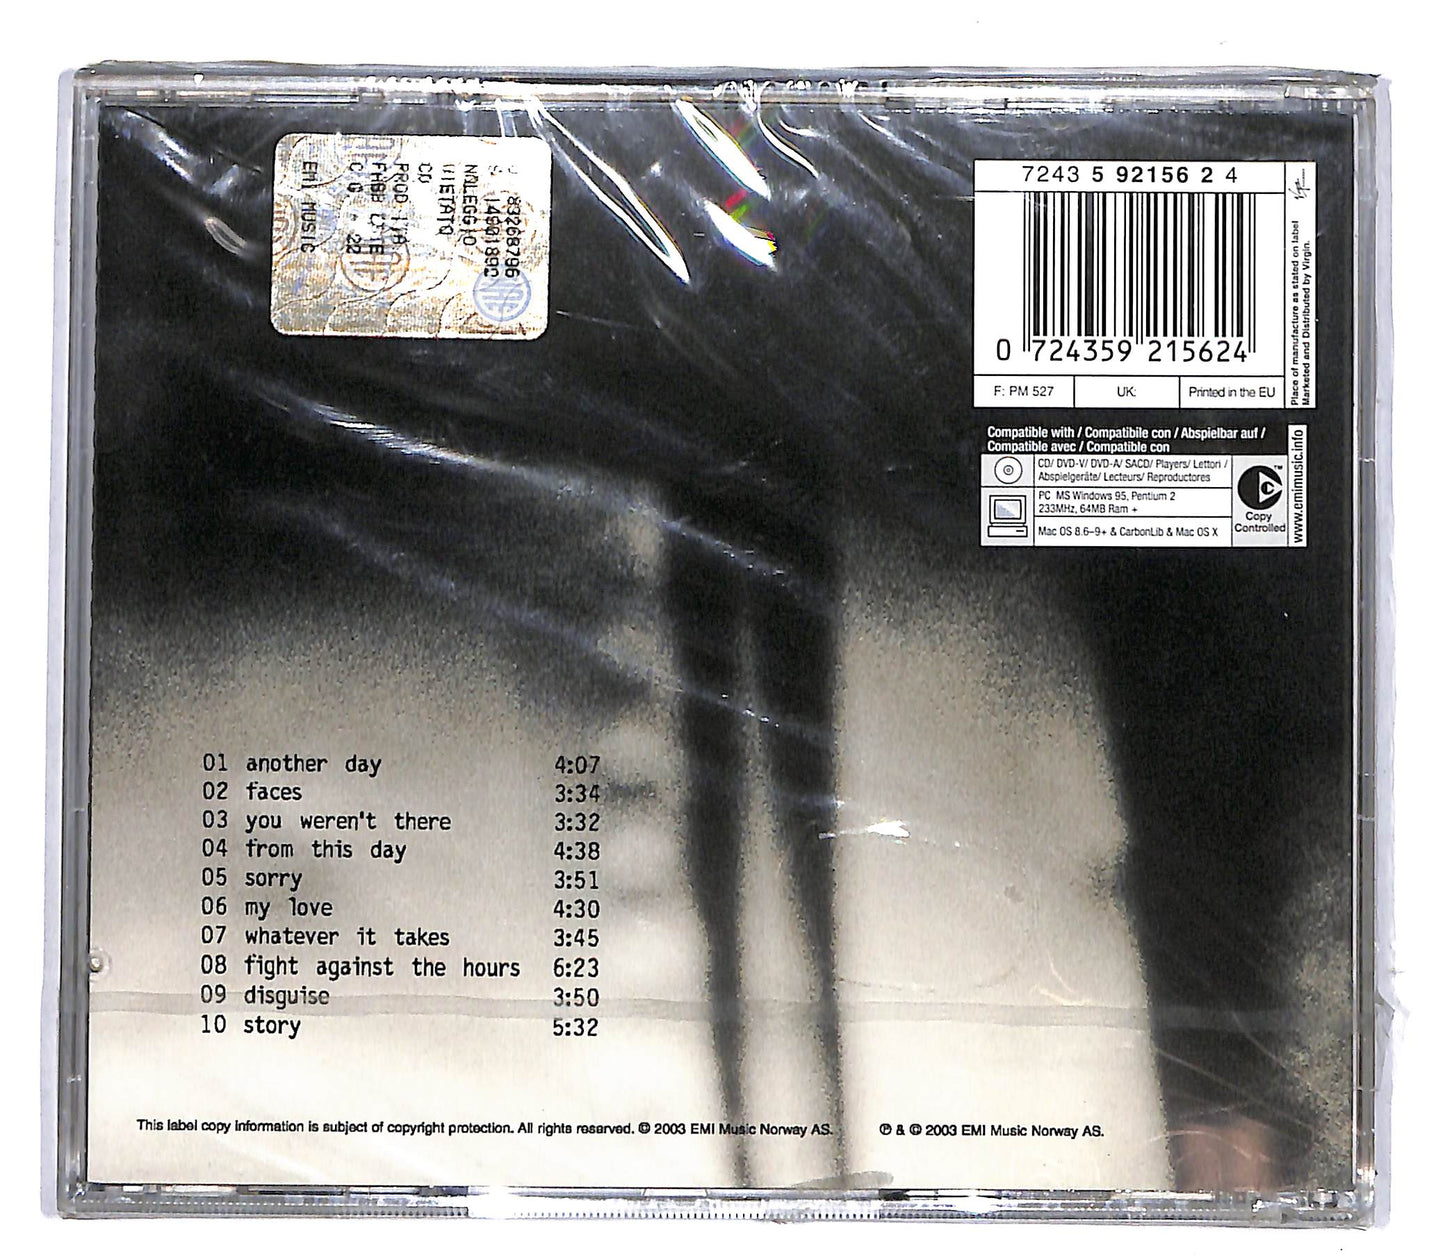 EMI MUSIC
C G. 22
CD
VIETATO
NOLEGGIO
S. 14901892
83268796
7243 5 92156 2 4
0 724359 215624
F: PM 527
UK:
Printed in the EU
Place of manufacture as stated on label
Marketed and Distributed by Virgin.
Compatible with / Compatibile con / Abspielbar auf /
Compatible avec / Compatible con
CD/ DVD-V/ DVD-A/ SACD/ Players/ Lettori /
Abspielgeräte/ Lecteurs/ Reproductores
PC MS Windows 95, Pentium 2
233MHz, 64MB Ram +
Mac OS 8.6-9+ & CarbonLib & Mac OS X
™
Copy
Controlled
www.emimusic.info
01 another day 4:07
02 faces 3:34
03 you weren't there 3:32
04 from this day 4:38
05 sorry 3:51
06 my love 4:30
07 whatever it takes 3:45
08 fight against the hours 6:23
09 disguise 3:50
10 story 5:32
This label copy information is subject of copyright protection. All rights reserved. © 2003 EMI Music Norway AS.
℗ & © 2003 EMI Music Norway AS.